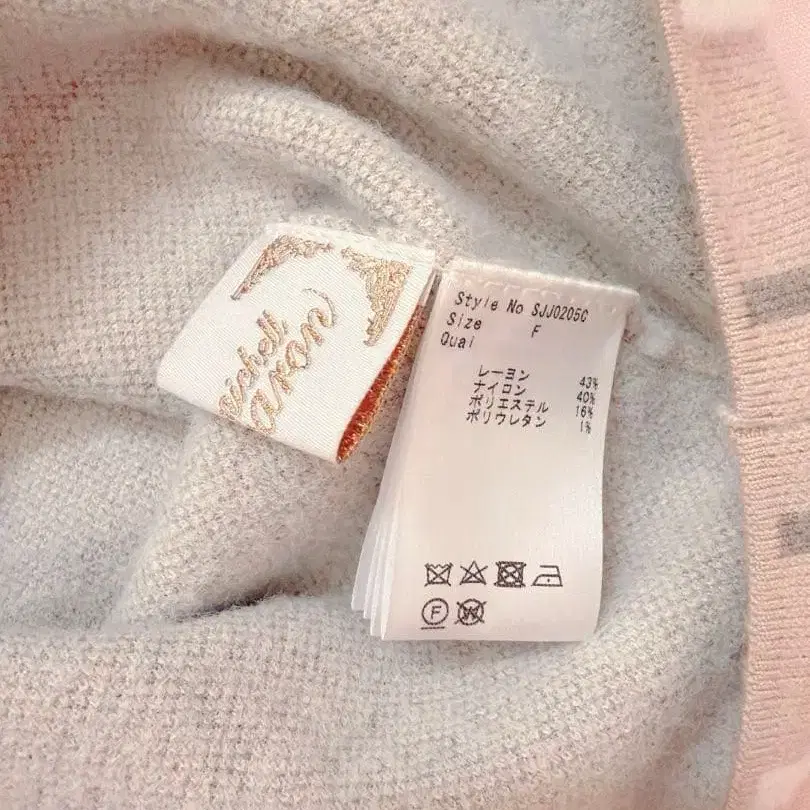 aron
Style No SJJ0205C
Size F
Qual
レーヨン 43%
ナイロン 40%
ポリエステル 16%
ポリウレタン 1%
F
W